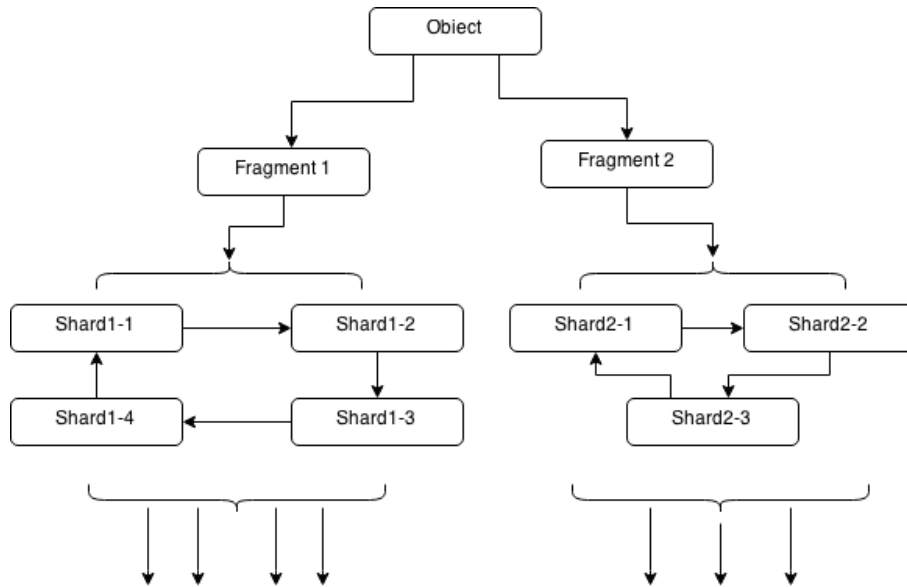 Obiect
Fragment 1
Fragment 2
Shard1-1
Shard1-2
Shard2-1
Shard2-2
Shard1-4
Shard1-3
Shard2-3